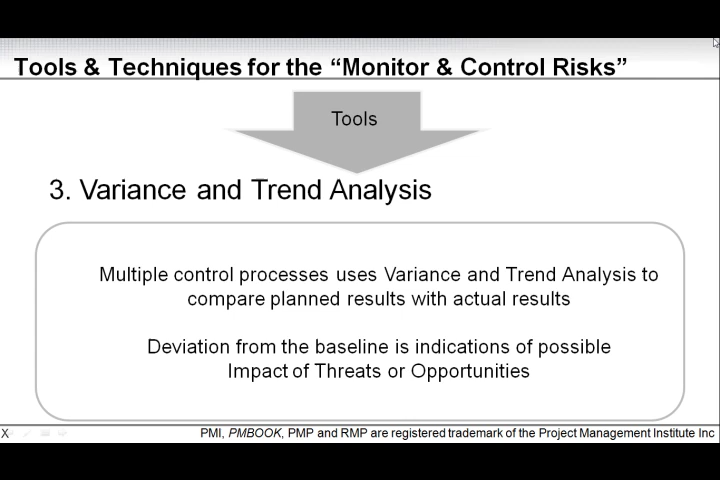 Tools & Techniques for the “Monitor & Control Risks”
Tools
3. Variance and Trend Analysis
Multiple control processes uses Variance and Trend Analysis to
compare planned results with actual results
Deviation from the baseline is indications of possible
Impact of Threats or Opportunities
X
PMI, PMBOOK, PMP and RMP are registered trademark of the Project Management Institute Inc